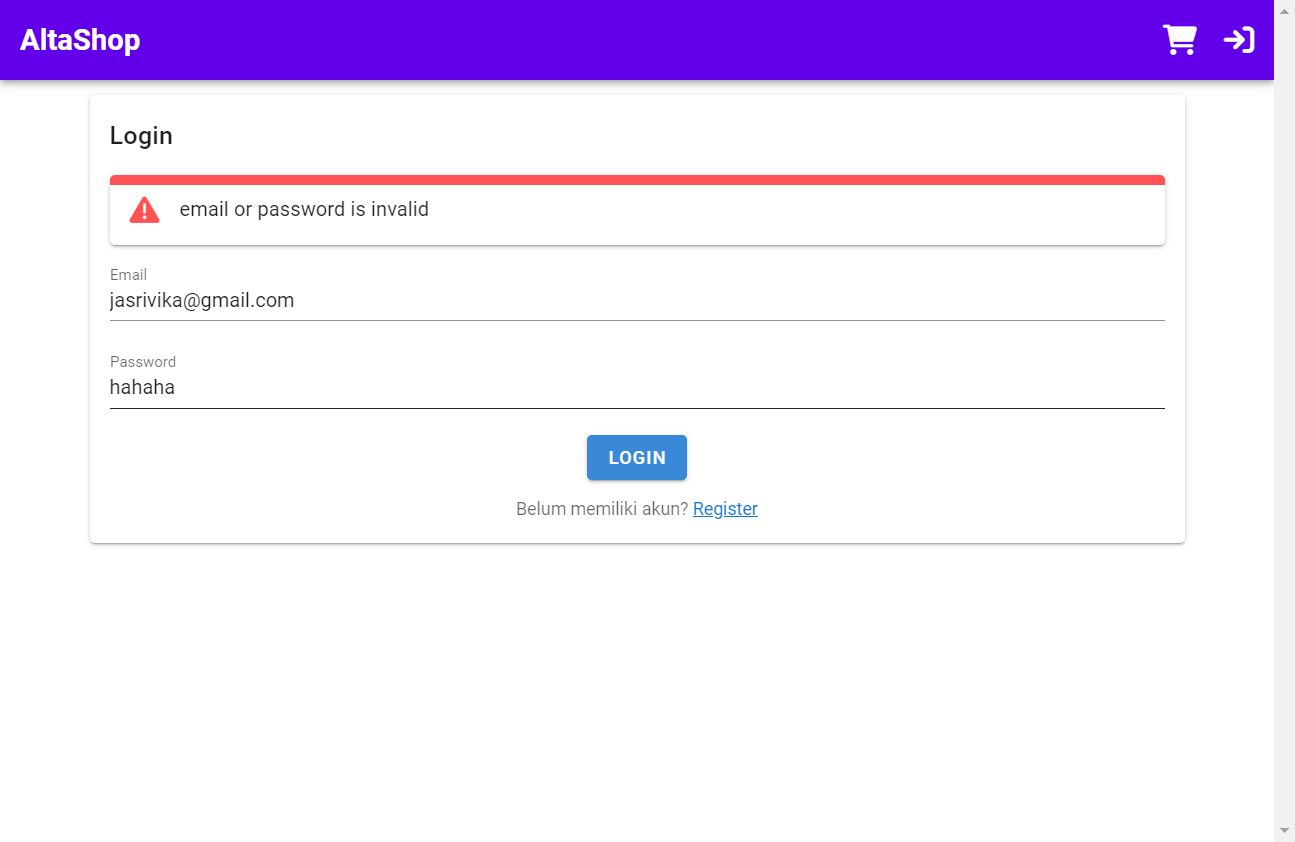 AltaShop
Login
email or password is invalid
Email
jasrivika@gmail.com
Password
hahaha
LOGIN
Belum memiliki akun? Register